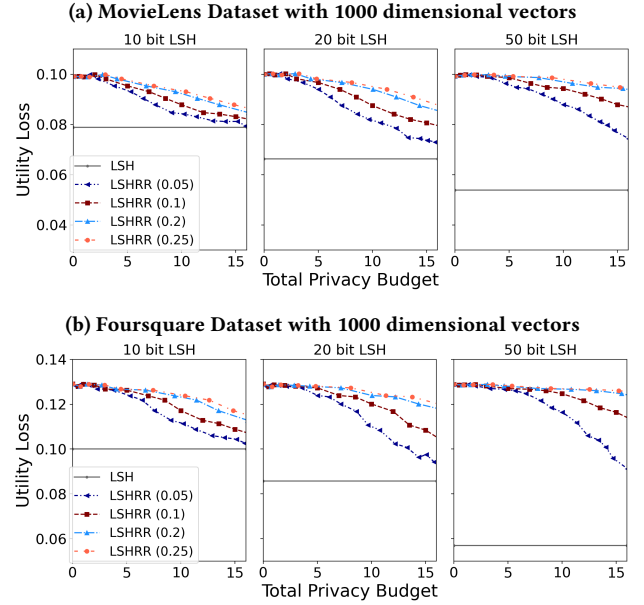 (a) MovieLens Dataset with 1000 dimensional vectors
10 bit LSH 20 bit LSH 50 bit LSH
Utility Loss
0.10
0.08
0.06
0.04
LSH
LSHRR (0.05)
LSHRR (0.1)
LSHRR (0.2)
LSHRR (0.25)
0 5 10 15 0 5 10 15 0 5 10 15
Total Privacy Budget
(b) Foursquare Dataset with 1000 dimensional vectors
10 bit LSH 20 bit LSH 50 bit LSH
Utility Loss
0.14
0.12
0.10
0.08
0.06
LSH
LSHRR (0.05)
LSHRR (0.1)
LSHRR (0.2)
LSHRR (0.25)
0 5 10 15 0 5 10 15 0 5 10 15
Total Privacy Budget